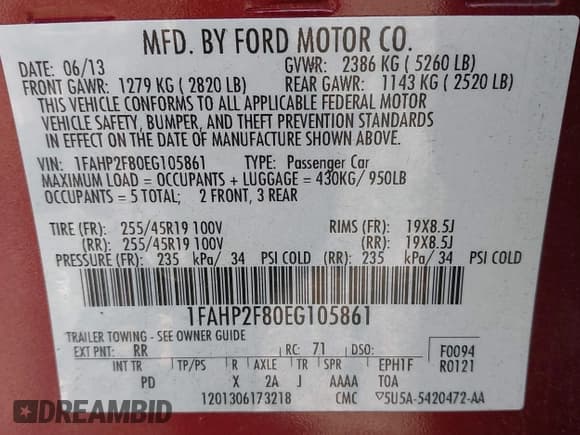 MFD. BY FORD MOTOR CO.
DATE: 06/13 GVWR: 2386 KG ( 5260 LB)
FRONT GAWR: 1279 KG ( 2820 LB) REAR GAWR: 1143 KG ( 2520 LB)
THIS VEHICLE CONFORMS TO ALL APPLICABLE FEDERAL MOTOR
VEHICLE SAFETY, BUMPER, AND THEFT PREVENTION STANDARDS
IN EFFECT ON THE DATE OF MANUFACTURE SHOWN ABOVE.
VIN: 1FAHP2F80EG105861 TYPE: Passenger Car
MAXIMUM LOAD = OCCUPANTS + LUGGAGE = 430KG/ 950LB
OCCUPANTS = 5 TOTAL; 2 FRONT, 3 REAR
TIRE (FR): 255/45R19 100V RIMS (FR): 19X8.5J
(RR): 255/45R19 100V (RR): 19X8.5J
PRESSURE (FR): 235 kPa/ 34 PSI COLD (RR): 235 kPa/ 34 PSI COLD
1FAHP2F80EG105861
TRAILER TOWING - SEE OWNER GUIDE
EXT PNT: RR RC: 71 DSO: F0094
INT TR TP/PS R AXLE TR SPR EPH1F R0121
PD X 2A J AAAA TOA
1201306173218 CMC 5U5A-5420472-AA
DREAMBID